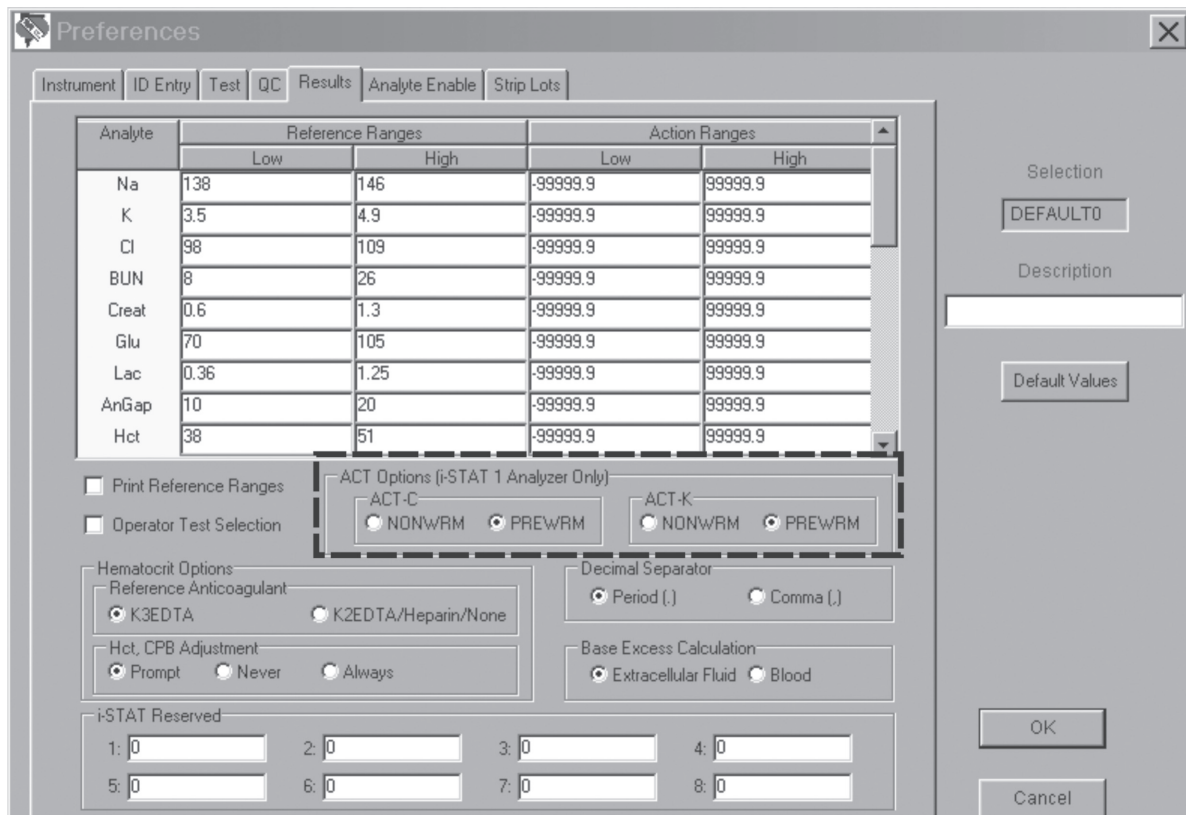 Preferences
Instrument ID Entry Test QC Results Analyte Enable Strip Lots
Analyte Reference Ranges Action Ranges
Low High Low High
Na 138 146 -99999.9 99999.9
K 3.5 4.9 -99999.9 99999.9
Cl 98 109 -99999.9 99999.9
BUN 8 26 -99999.9 99999.9
Creat 0.6 1.3 -99999.9 99999.9
Glu 70 105 -99999.9 99999.9
Lac 0.36 1.25 -99999.9 99999.9
AnGap 10 20 -99999.9 99999.9
Hct 38 51 -99999.9 99999.9
Selection
DEFAULT0
Description
Default Values
Print Reference Ranges
Operator Test Selection
ACT Options (i-STAT 1 Analyzer Only)
ACT-C ACT-K
NONWRM PREWRM NONWRM PREWRM
Hematocrit Options
Reference Anticoagulant
K3EDTA K2EDTA/Heparin/None
Hct, CPB Adjustment
Prompt Never Always
Decimal Separator
Period (.) Comma (,)
Base Excess Calculation
Extracellular Fluid Blood
i-STAT Reserved
1: 0 2: 0 3: 0 4: 0
5: 0 6: 0 7: 0 8: 0
OK
Cancel